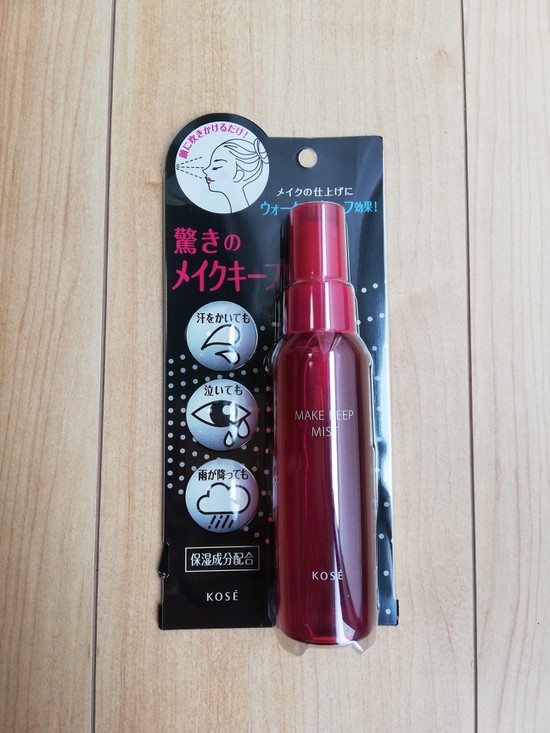 顔に吹きかけるだけ!
メイクの仕上げに
効果!
驚きの
メイクキープ
汗をかいても
泣いても
雨が降っても
保湿成分配合
KOSÉ
MAKE KEEP
MIST
KOSÉ